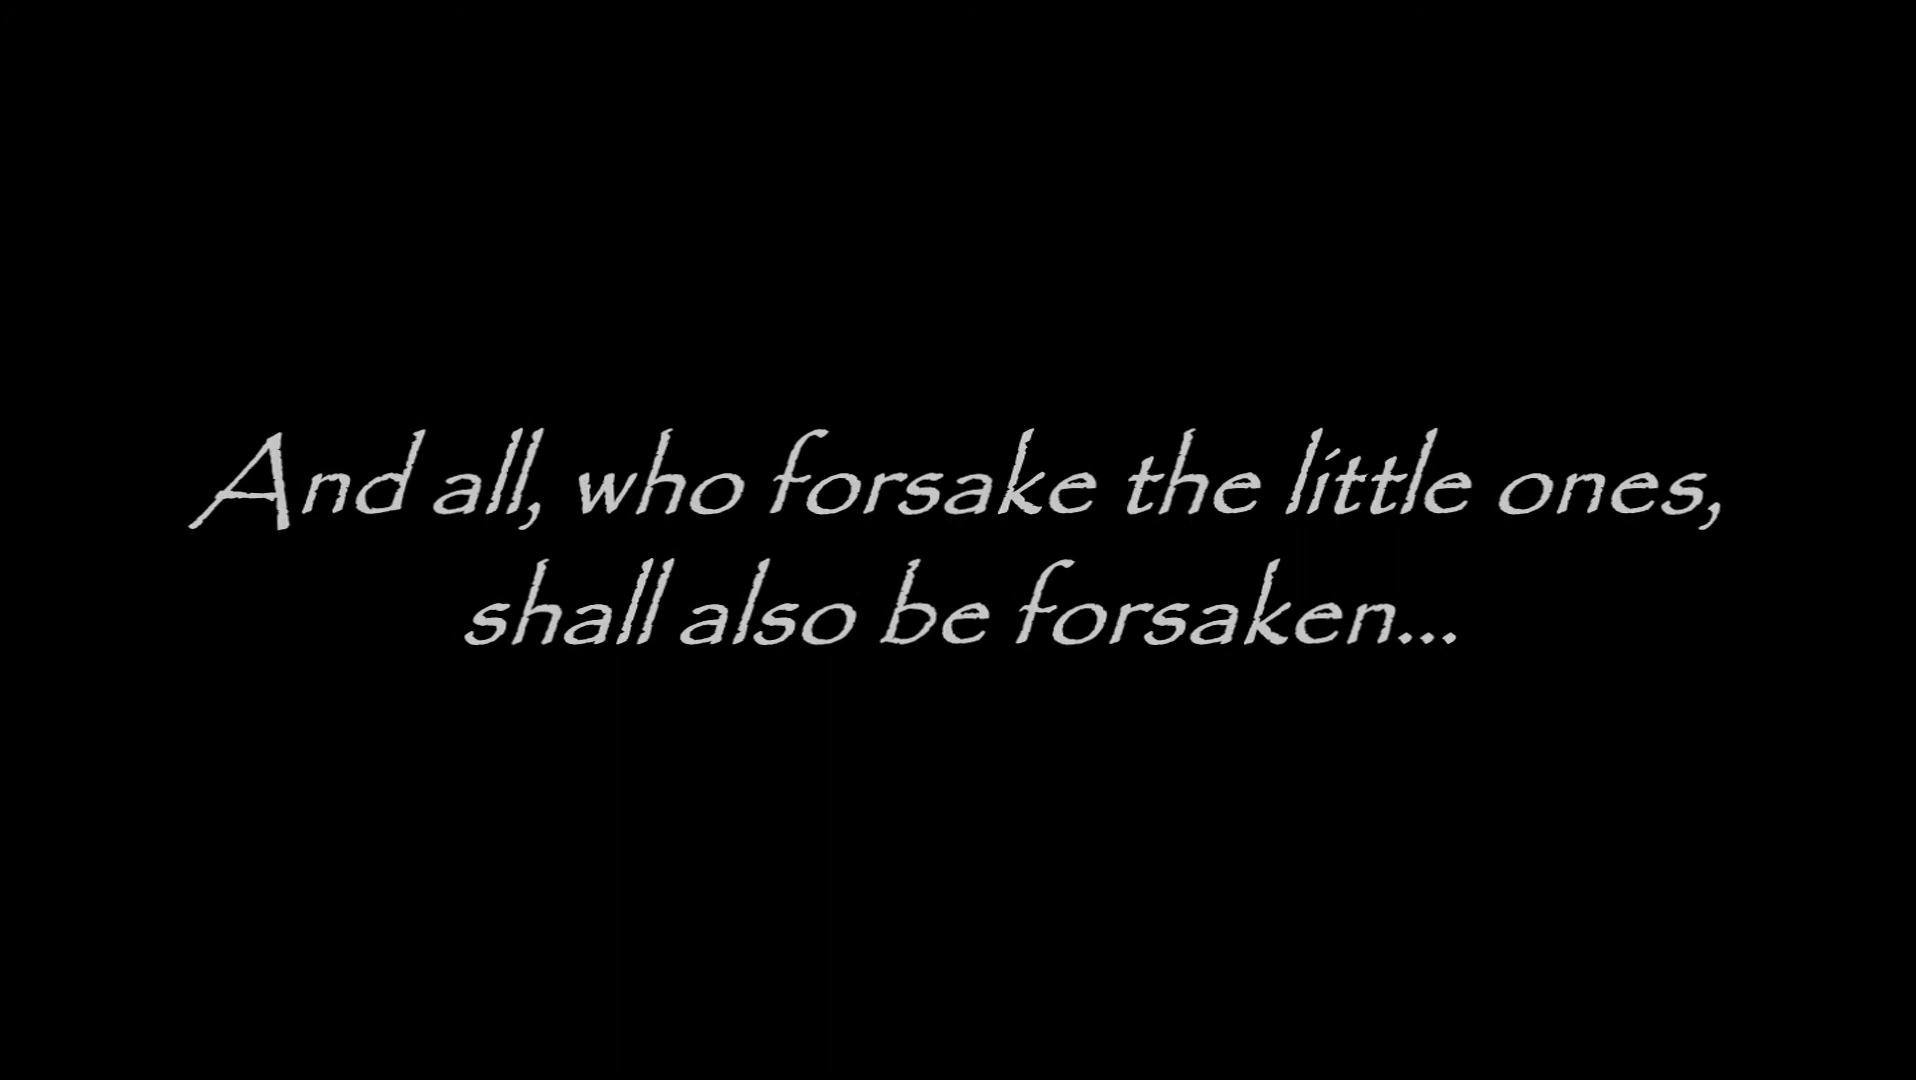 And all, who forsake the little ones,
shall also be forsaken...